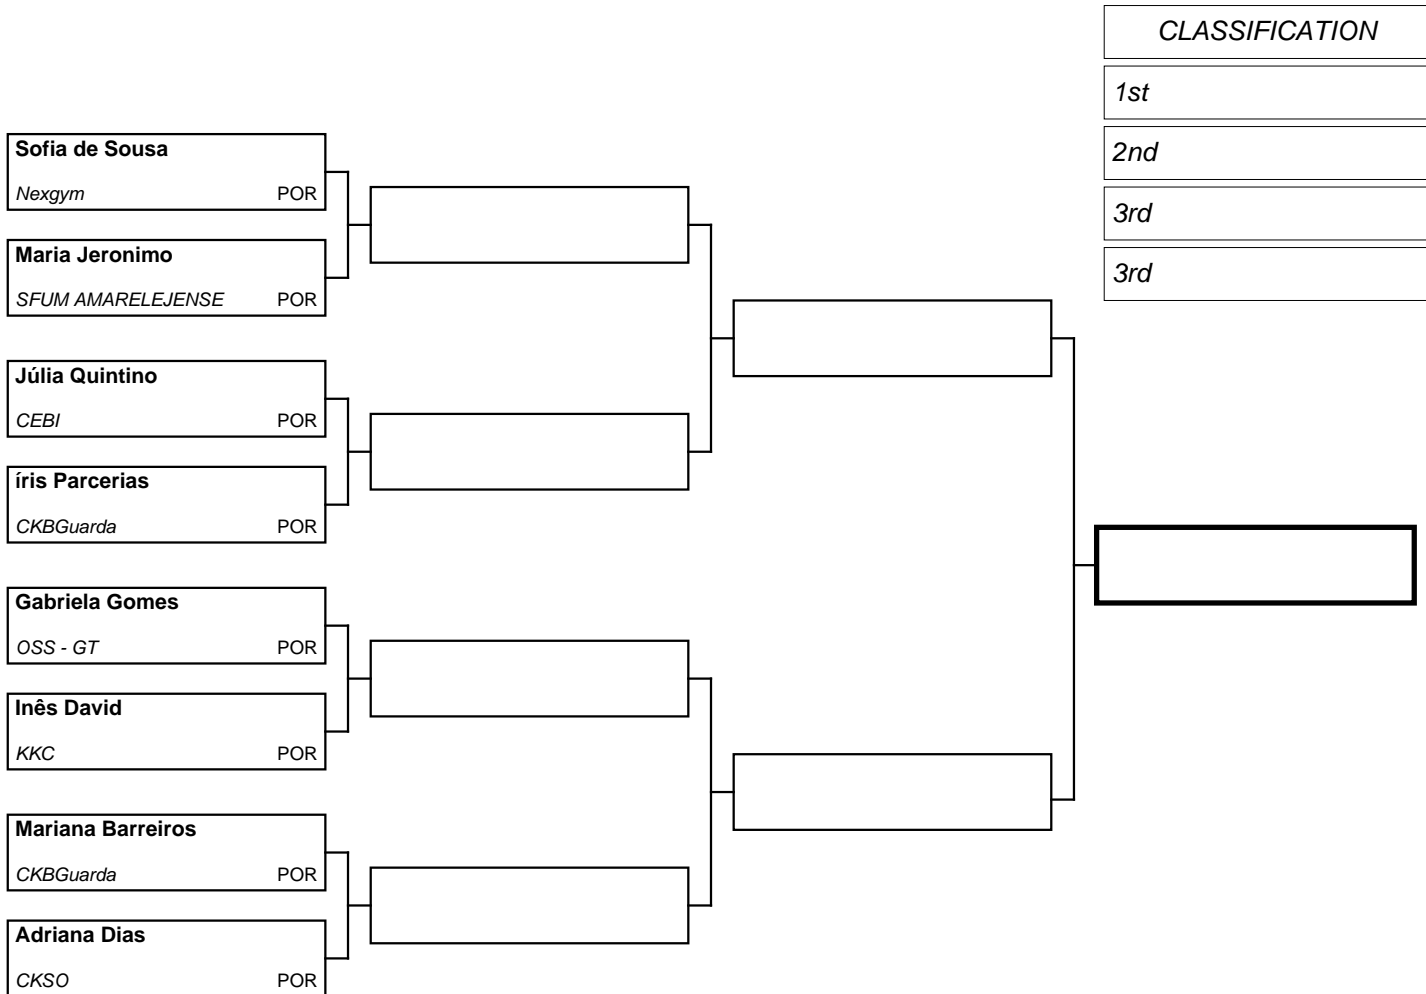 CLASSIFICATION
1st
2nd
3rd
3rd
Sofia de Sousa
Nexgym POR
Maria Jeronimo
SFUM AMARELEJENSE POR
Júlia Quintino
CEBI POR
íris Parcerias
CKBGuarda POR
Gabriela Gomes
OSS - GT POR
Inês David
KKC POR
Mariana Barreiros
CKBGuarda POR
Adriana Dias
CKSO POR